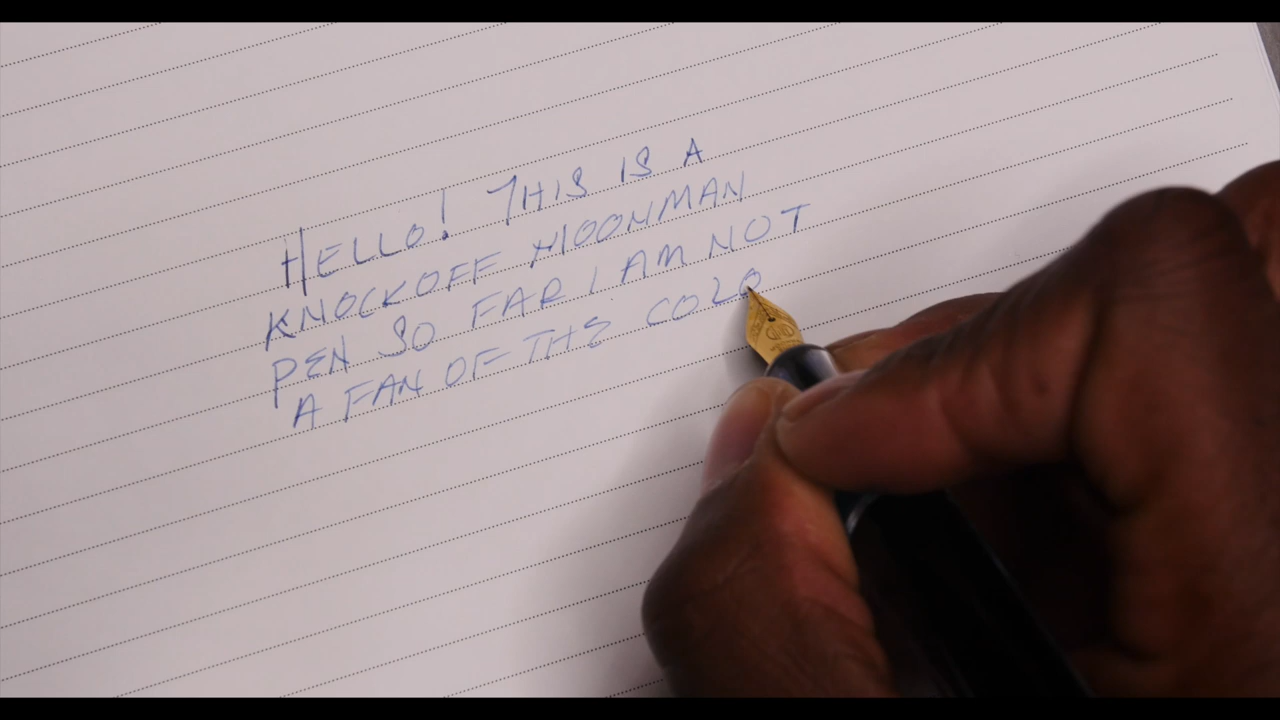 HELLO! THIS IS A
KNOCKOFF MOONMAN
PEN SO FAR I AM NOT
A FAN OF THE COLO